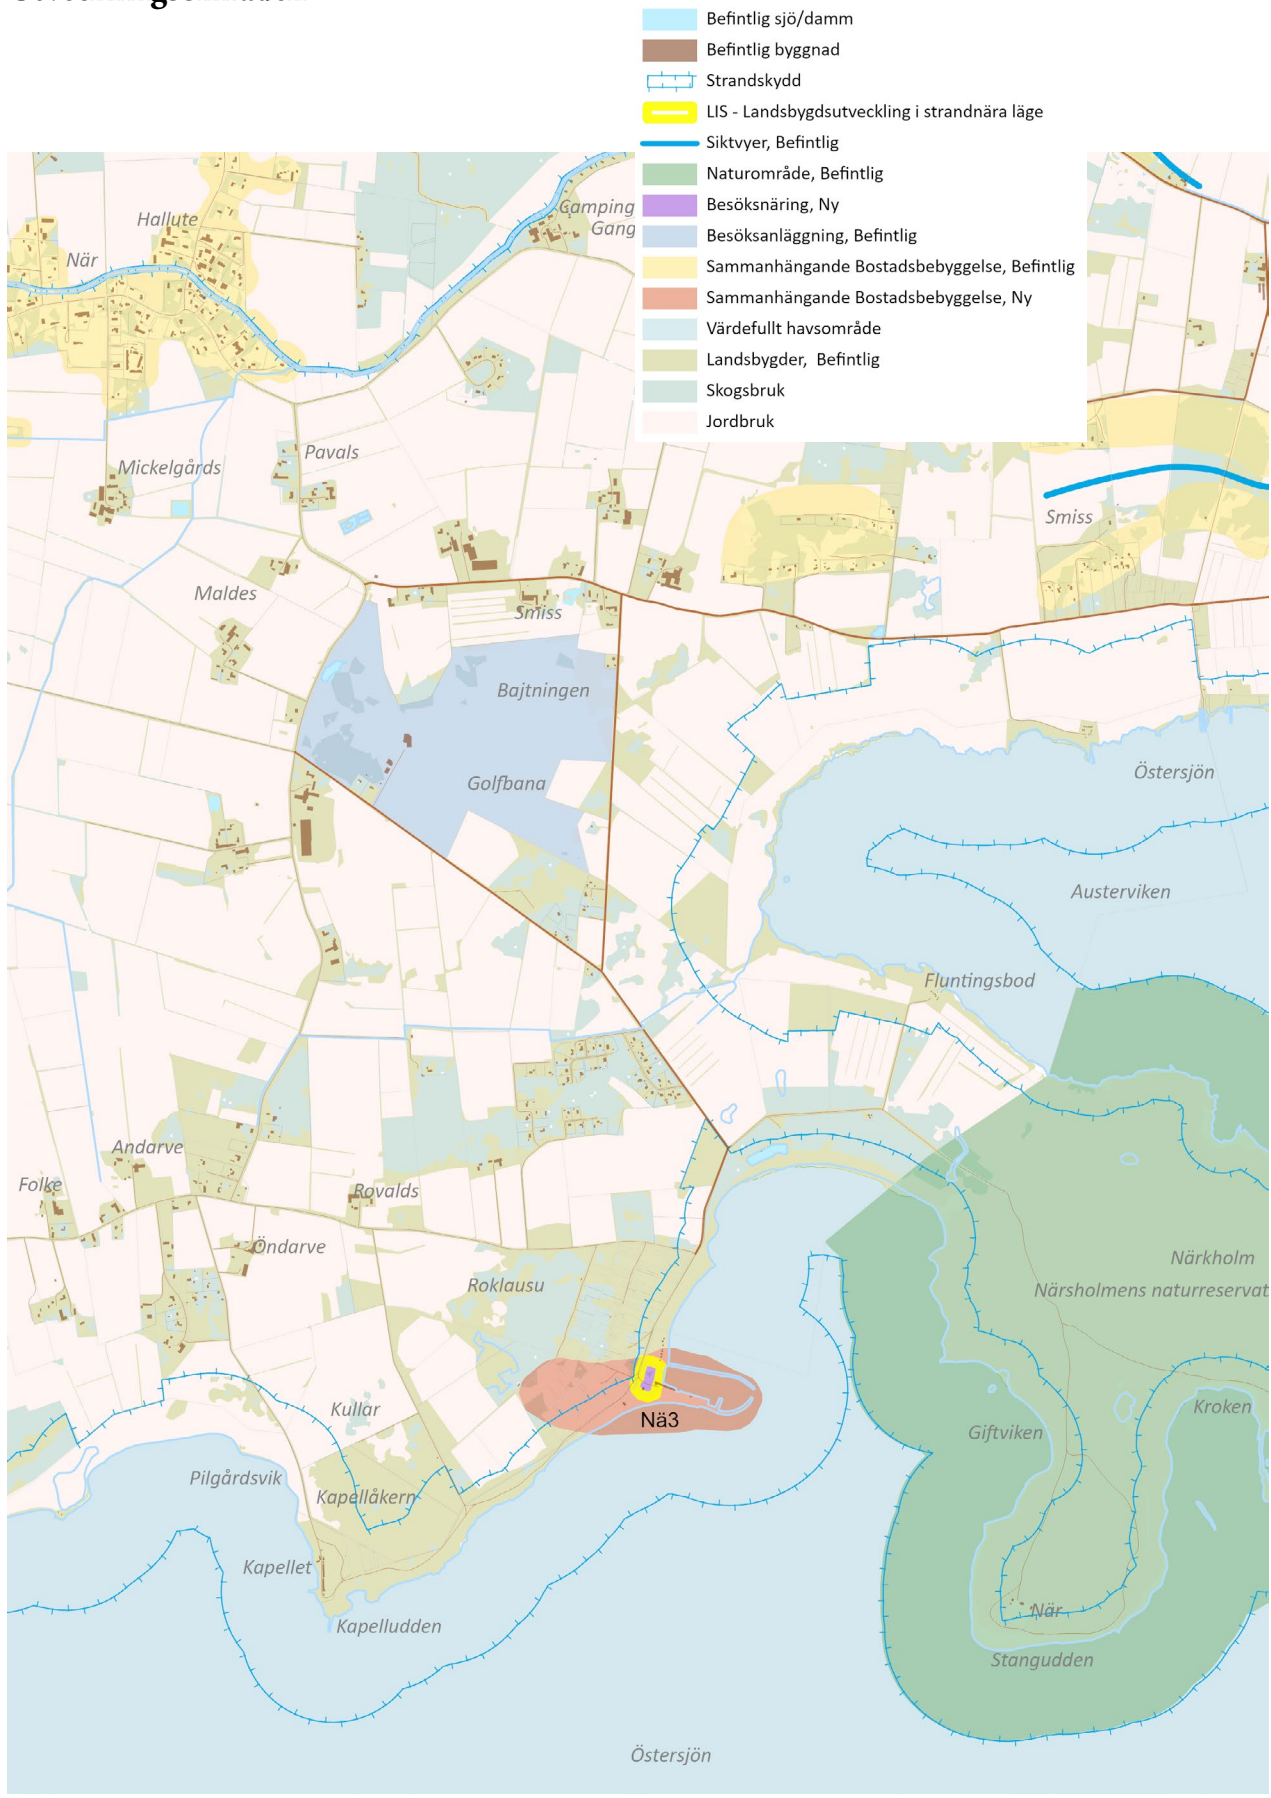 Befintlig sjö/damm
Befintlig byggnad
Strandskydd
LIS - Landsbygdsutveckling i strandnära läge
Siktvyer, Befintlig
Naturområde, Befintlig
Besöksnäring, Ny
Besöksanläggning, Befintlig
Sammanhängande Bostadsbebyggelse, Befintlig
Sammanhängande Bostadsbebyggelse, Ny
Värdefullt havsområde
Landsbygder, Befintlig
Skogsbruk
Jordbruk
Hallute
Camping
Gang
När
Pavals
Mickelgårds
Smiss
Maldes
Smiss
Bajtningen
Östersjön
Golfbana
Austerviken
Fluntingsbod
Andarve
Folke
Rovalds
Öndarve
Närkholm
Roklausu
Närsholmens naturreservat
Kullar
Nä3
Kroken
Giftviken
Pilgårdsvik
Kapellåkern
Kapellet
När
Kapelludden
Stangudden
Östersjön